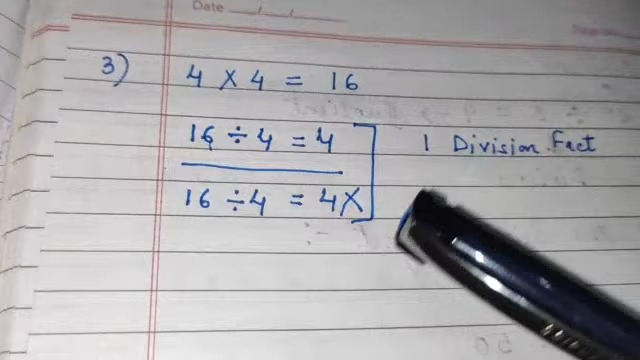 Date
3) 4 × 4 = 16
16 ÷ 4 = 4
1 Division Fact
16 ÷ 4 = 4 ×